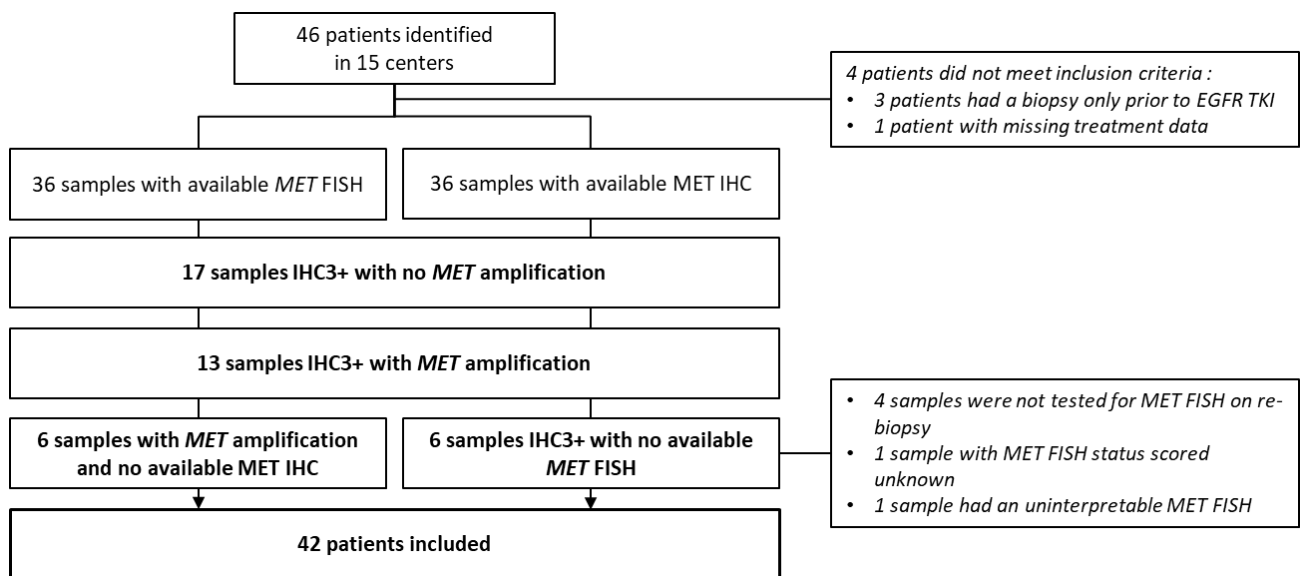 46 patients identified
in 15 centers
4 patients did not meet inclusion criteria :
• 3 patients had a biopsy only prior to EGFR TKI
• 1 patient with missing treatment data
36 samples with available MET FISH
36 samples with available MET IHC
17 samples IHC3+ with no MET amplification
13 samples IHC3+ with MET amplification
6 samples with MET amplification
and no available MET IHC
6 samples IHC3+ with no available
MET FISH
• 4 samples were not tested for MET FISH on re-
biopsy
• 1 sample with MET FISH status scored
unknown
• 1 sample had an uninterpretable MET FISH
42 patients included